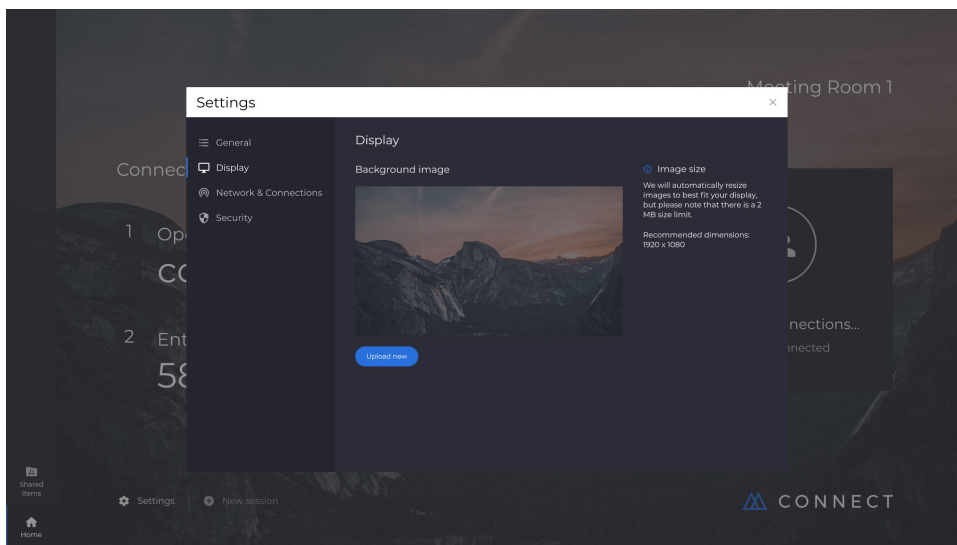 Meeting Room 1
Settings
General
Display
Network & Connections
Security
Display
Background image
Upload new
Image size
We will automatically resize
images to best fit your display,
but please note that there is a 2
MB size limit.
Recommended dimensions:
1920 x 1080
Connec
1
Op
co
2
Ent
58
nections...
nnected
Shared
items
Home
Settings
New session
CONNECT